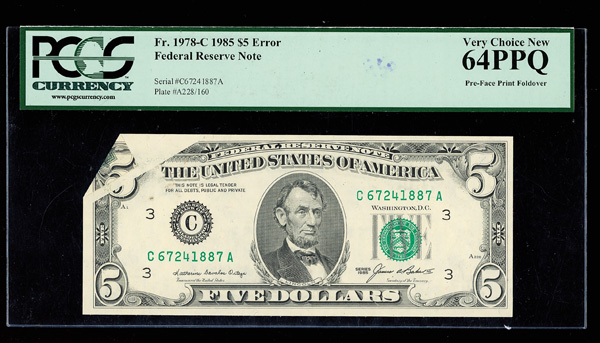 PCGS
CURRENCY
www.pcgscurrency.com
Fr. 1978-C 1985 $5 Error
Federal Reserve Note
Serial #C67241887A
Plate #A228/160
Very Choice New
64PPQ
Pre-Face Print Foldover
FEDERAL RESERVE NOTE
THE UNITED STATES OF AMERICA
5
5
THIS NOTE IS LEGAL TENDER
FOR ALL DEBTS, PUBLIC AND PRIVATE
C 67241887 A
WASHINGTON, D.C.
A1
3
C
3
C 67241887 A
3
3
SERIES
1985
5
FIVE DOLLARS
5